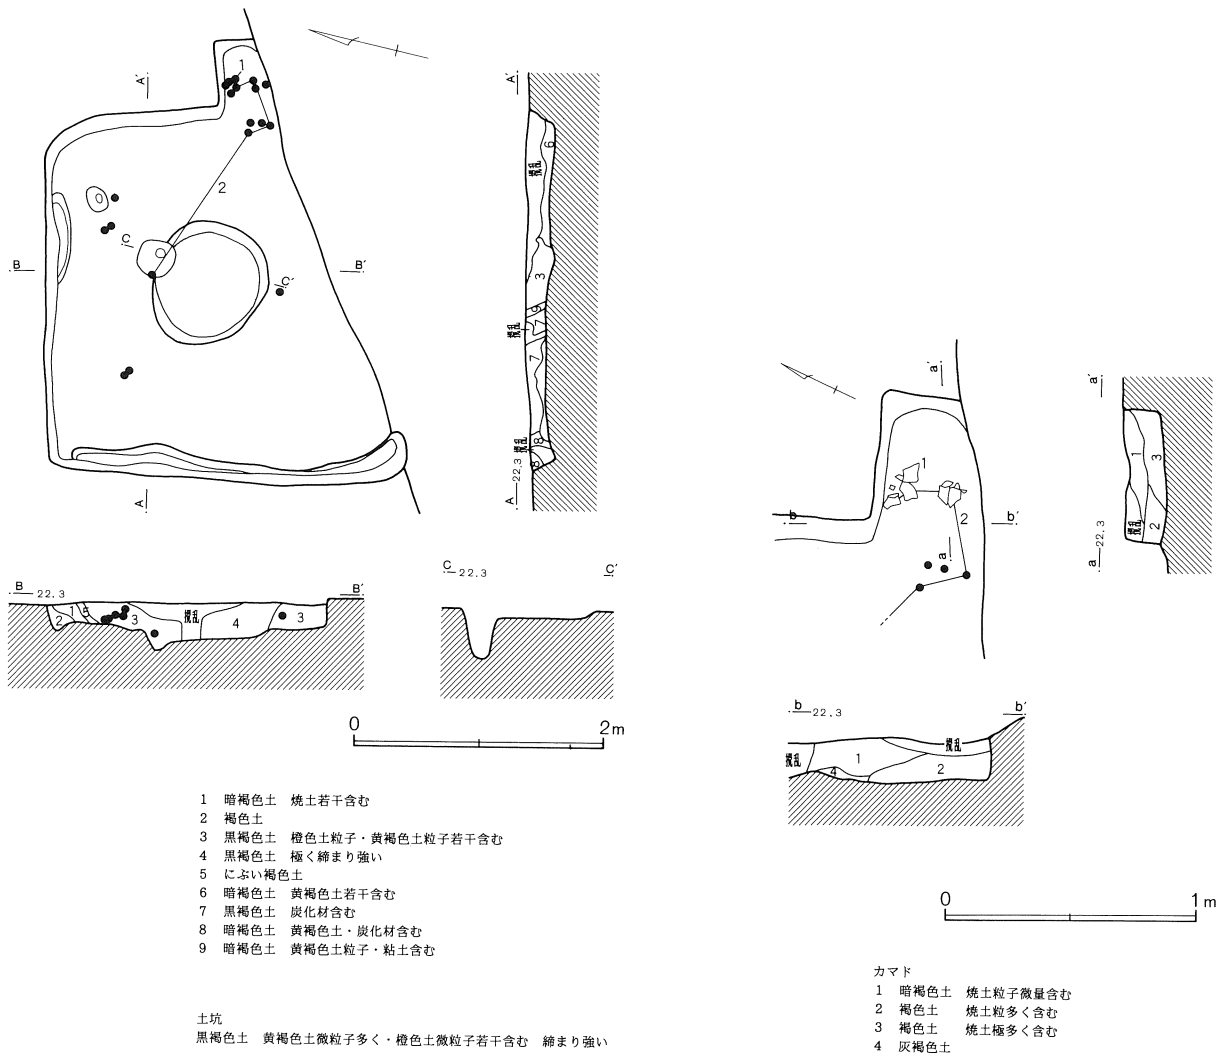 1
A′
A′
6
攪乱
2
C
B
B′
C′
3
9
攪乱
7
7
8
攪乱
8
A
A 22.3
B 22.3
B′
1
2
5
3
攪乱
4
3
C 22.3
C′
0 2m
1 暗褐色土 焼土若干含む
2 褐色土
3 黒褐色土 橙色土粒子・黄褐色土粒子若干含む
4 黒褐色土 極く締まり強い
5 にぶい褐色土
6 暗褐色土 黄褐色土若干含む
7 黒褐色土 炭化材含む
8 暗褐色土 黄褐色土・炭化材含む
9 暗褐色土 黄褐色土粒子・粘土含む
土坑
黒褐色土 黄褐色土微粒子多く・橙色土微粒子若干含む 締まり強い
a′
a′
1
2
b
b′
a
1
3
攪乱
2
a 22.3
b 22.3
b′
攪乱
攪乱
1
2
4
0 1m
カマド
1 暗褐色土 焼土粒子微量含む
2 褐色土 焼土粒多く含む
3 褐色土 焼土極多く含む
4 灰褐色土